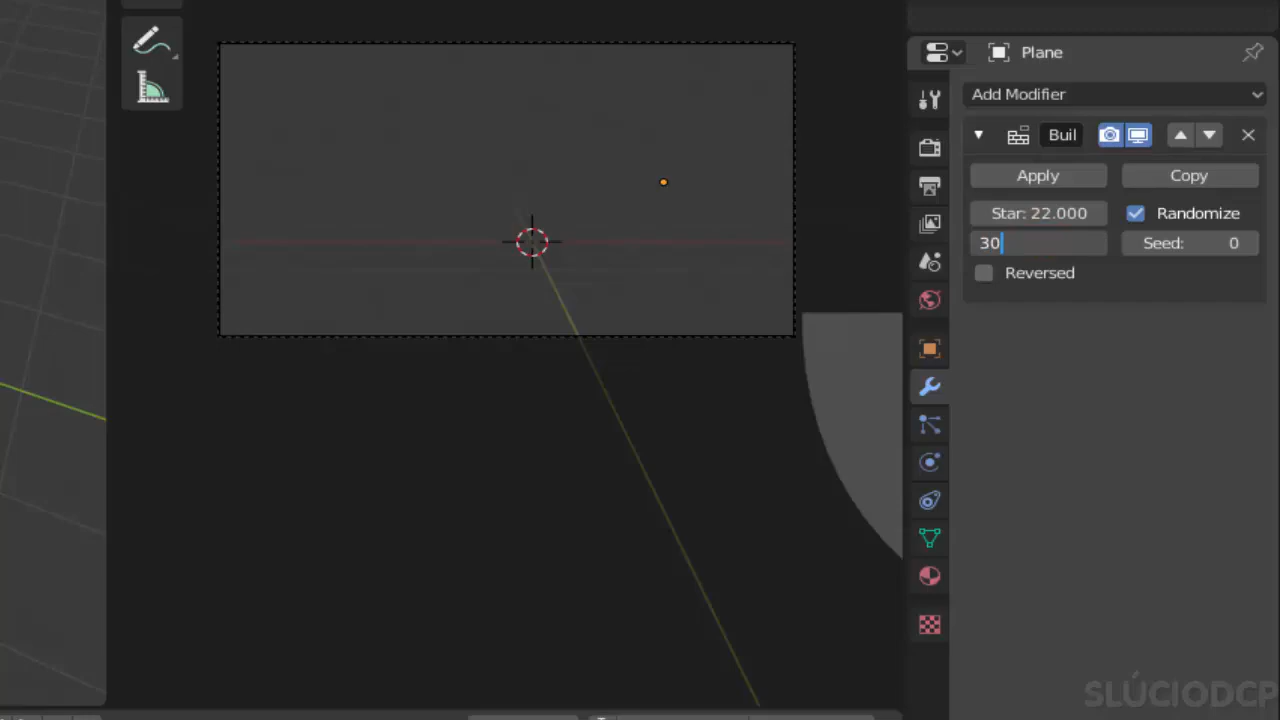 Plane
Add Modifier
Buil
Apply Copy
Star: 22.000 Randomize
30 Seed: 0
Reversed
SLÚCIODCP